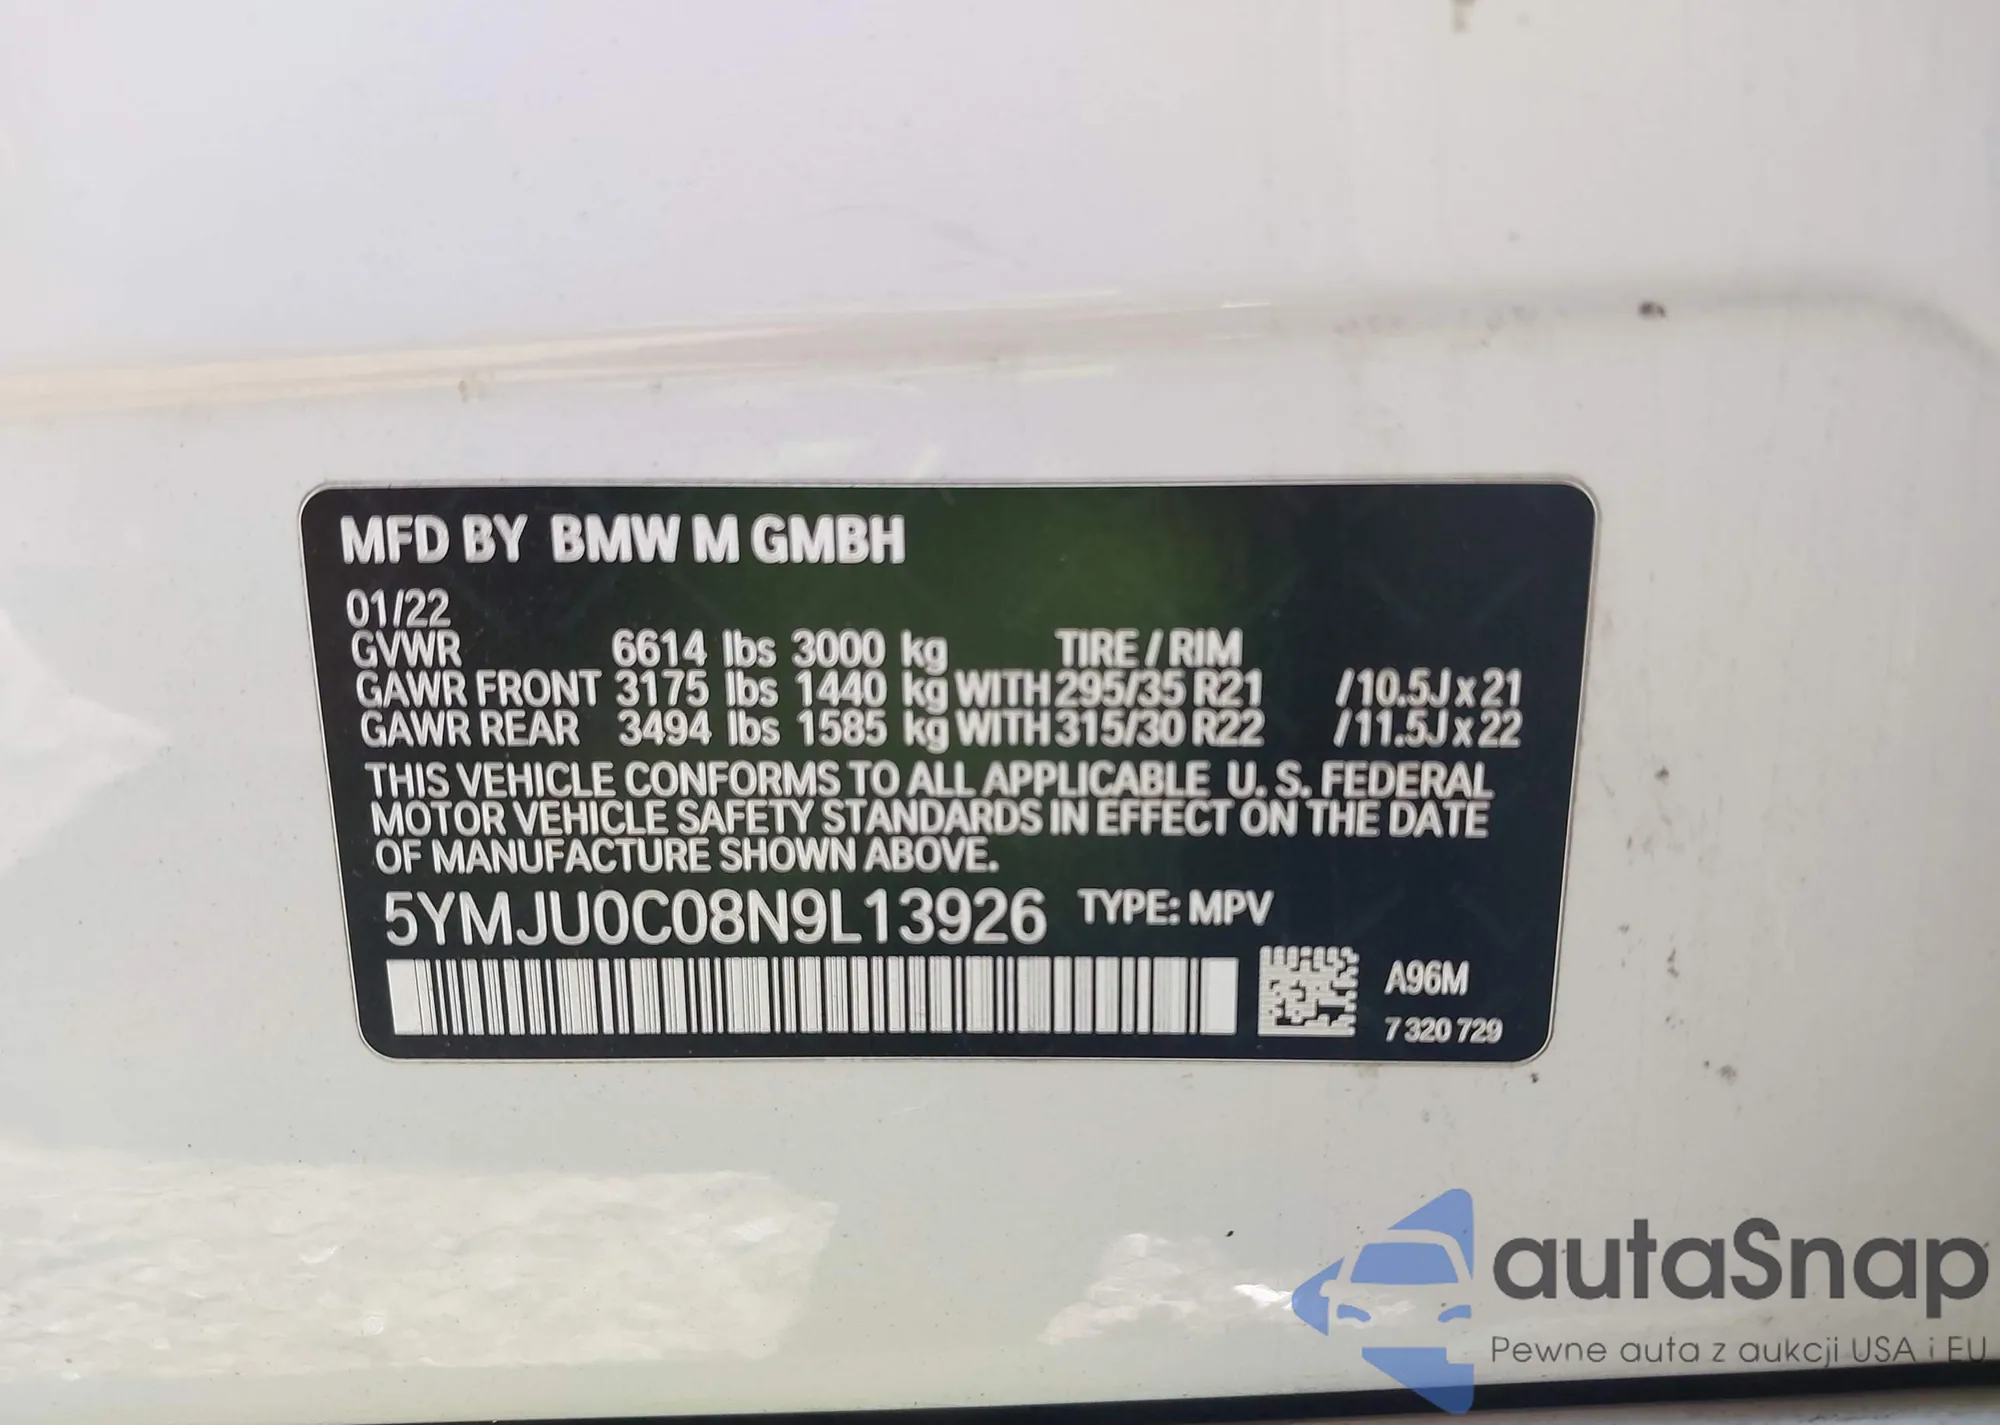 MFD BY BMW M GMBH
01/22
GVWR 6614 lbs 3000 kg TIRE / RIM
GAWR FRONT 3175 lbs 1440 kg WITH 295/35 R21 /10.5J x 21
GAWR REAR 3494 lbs 1585 kg WITH 315/30 R22 /11.5J x 22
THIS VEHICLE CONFORMS TO ALL APPLICABLE U. S. FEDERAL
MOTOR VEHICLE SAFETY STANDARDS IN EFFECT ON THE DATE
OF MANUFACTURE SHOWN ABOVE.
5YMJU0C08N9L13926 TYPE: MPV
A96M
7 320 729
autaSnap
Pewne auta z aukcji USA i EU